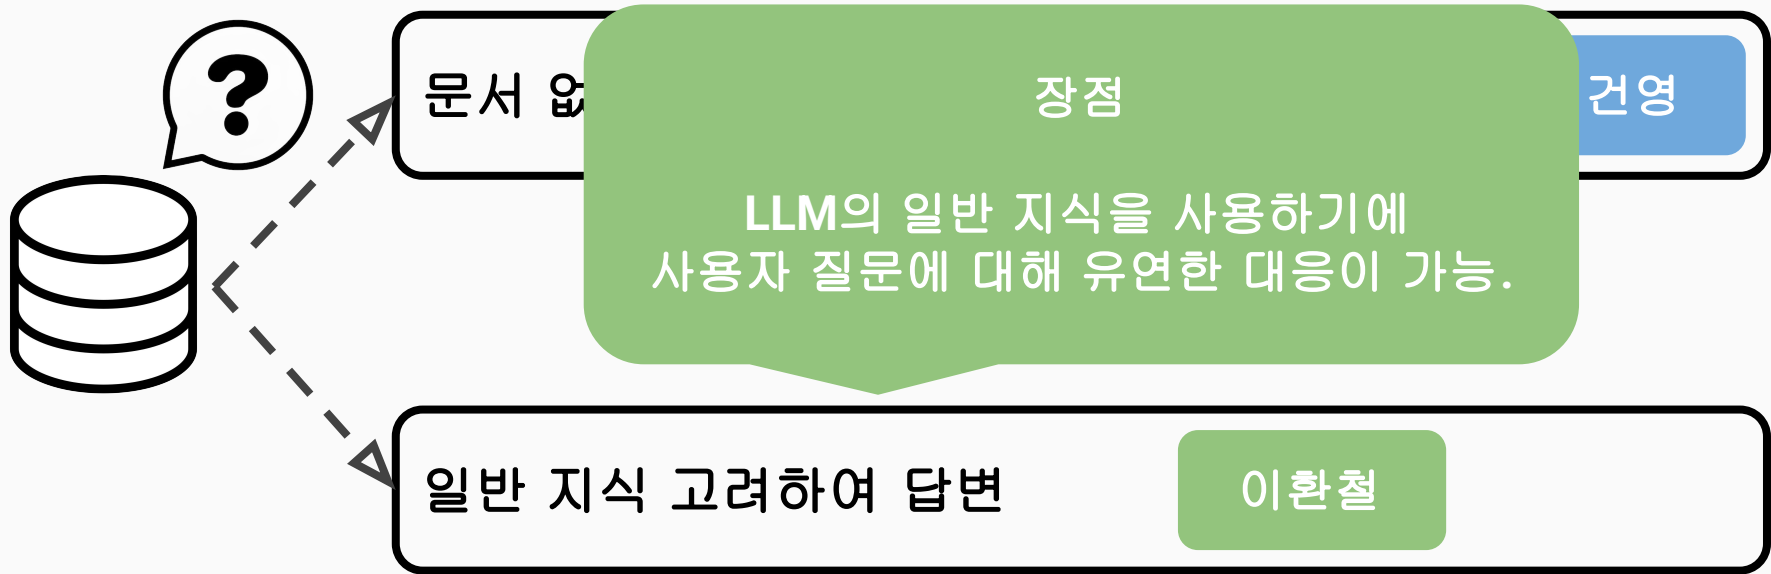 문서
건영
장점
LLM의 일반 지식을 사용하기에
사용자 질문에 대해 유연한 대응이 가능.
일반 지식 고려하여 답변
이환철